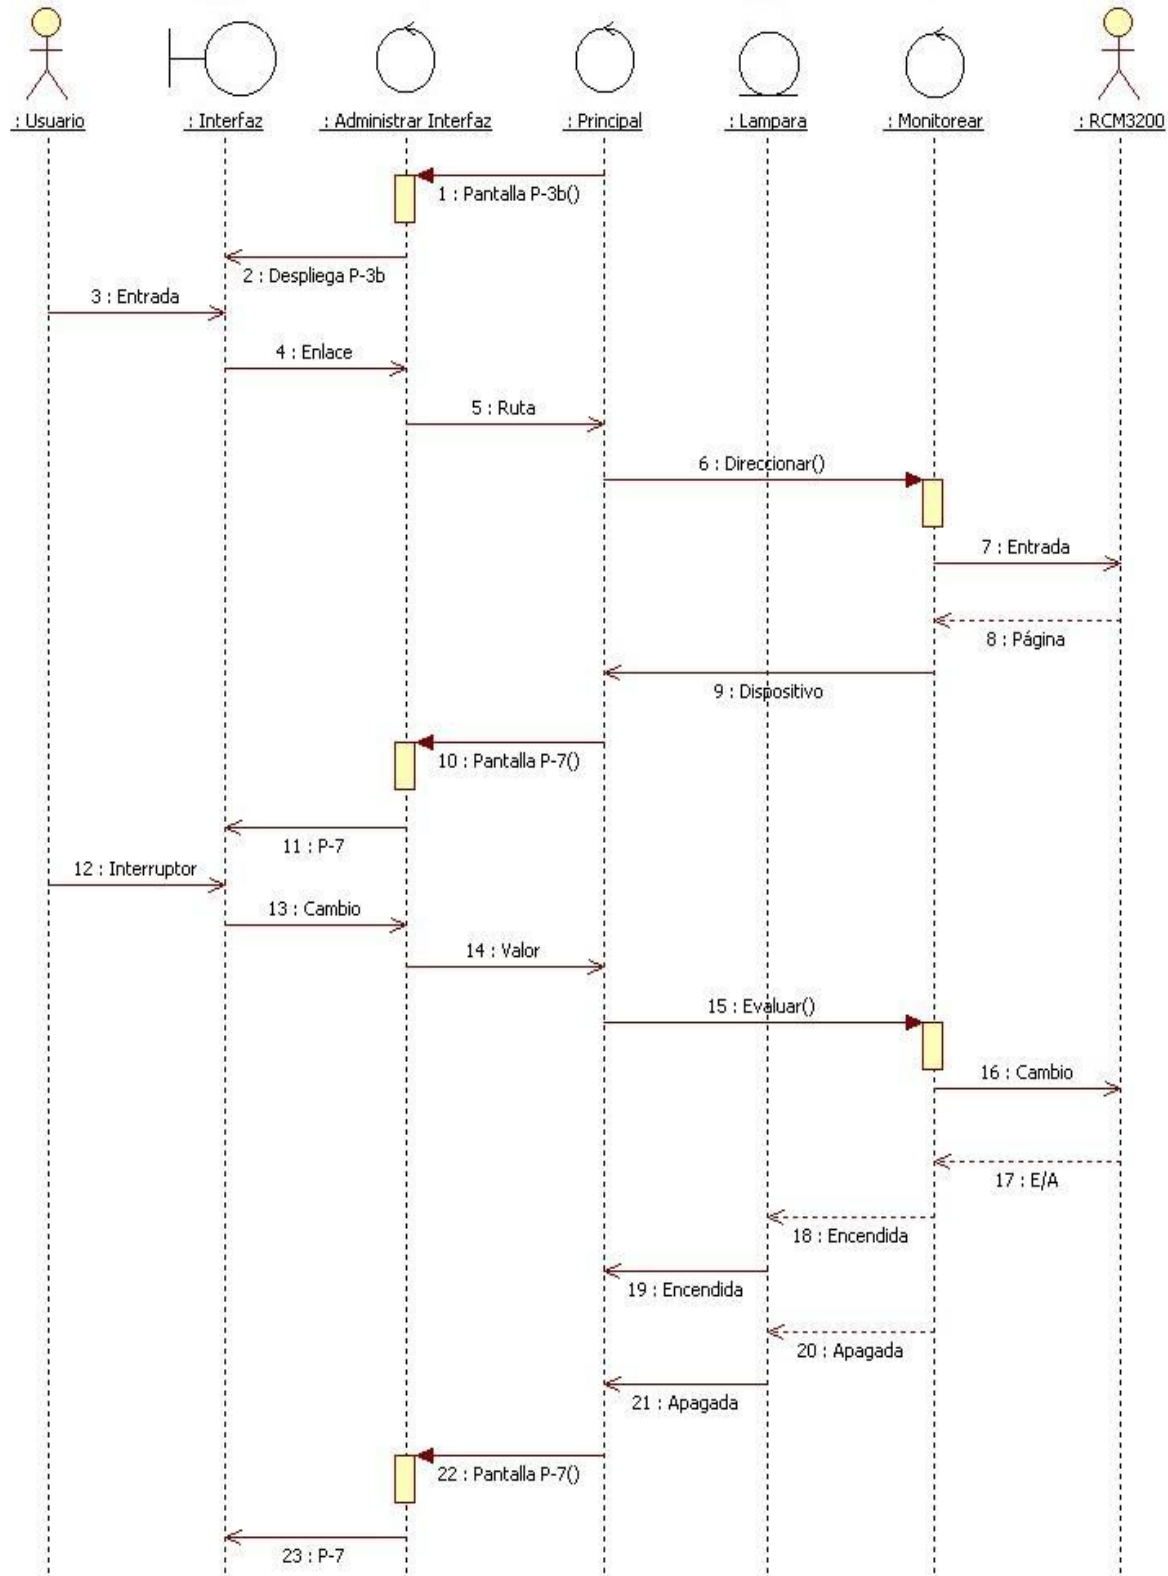 : Usuario
: Interfaz
: Administrar Interfaz
: Principal
: Lampara
: Monitorear
: RCM3200
1 : Pantalla P-3b()
2 : Despliega P-3b
3 : Entrada
4 : Enlace
5 : Ruta
6 : Direccionar()
7 : Entrada
8 : Página
9 : Dispositivo
10 : Pantalla P-7()
11 : P-7
12 : Interruptor
13 : Cambio
14 : Valor
15 : Evaluar()
16 : Cambio
17 : E/A
18 : Encendida
19 : Encendida
20 : Apagada
21 : Apagada
22 : Pantalla P-7()
23 : P-7